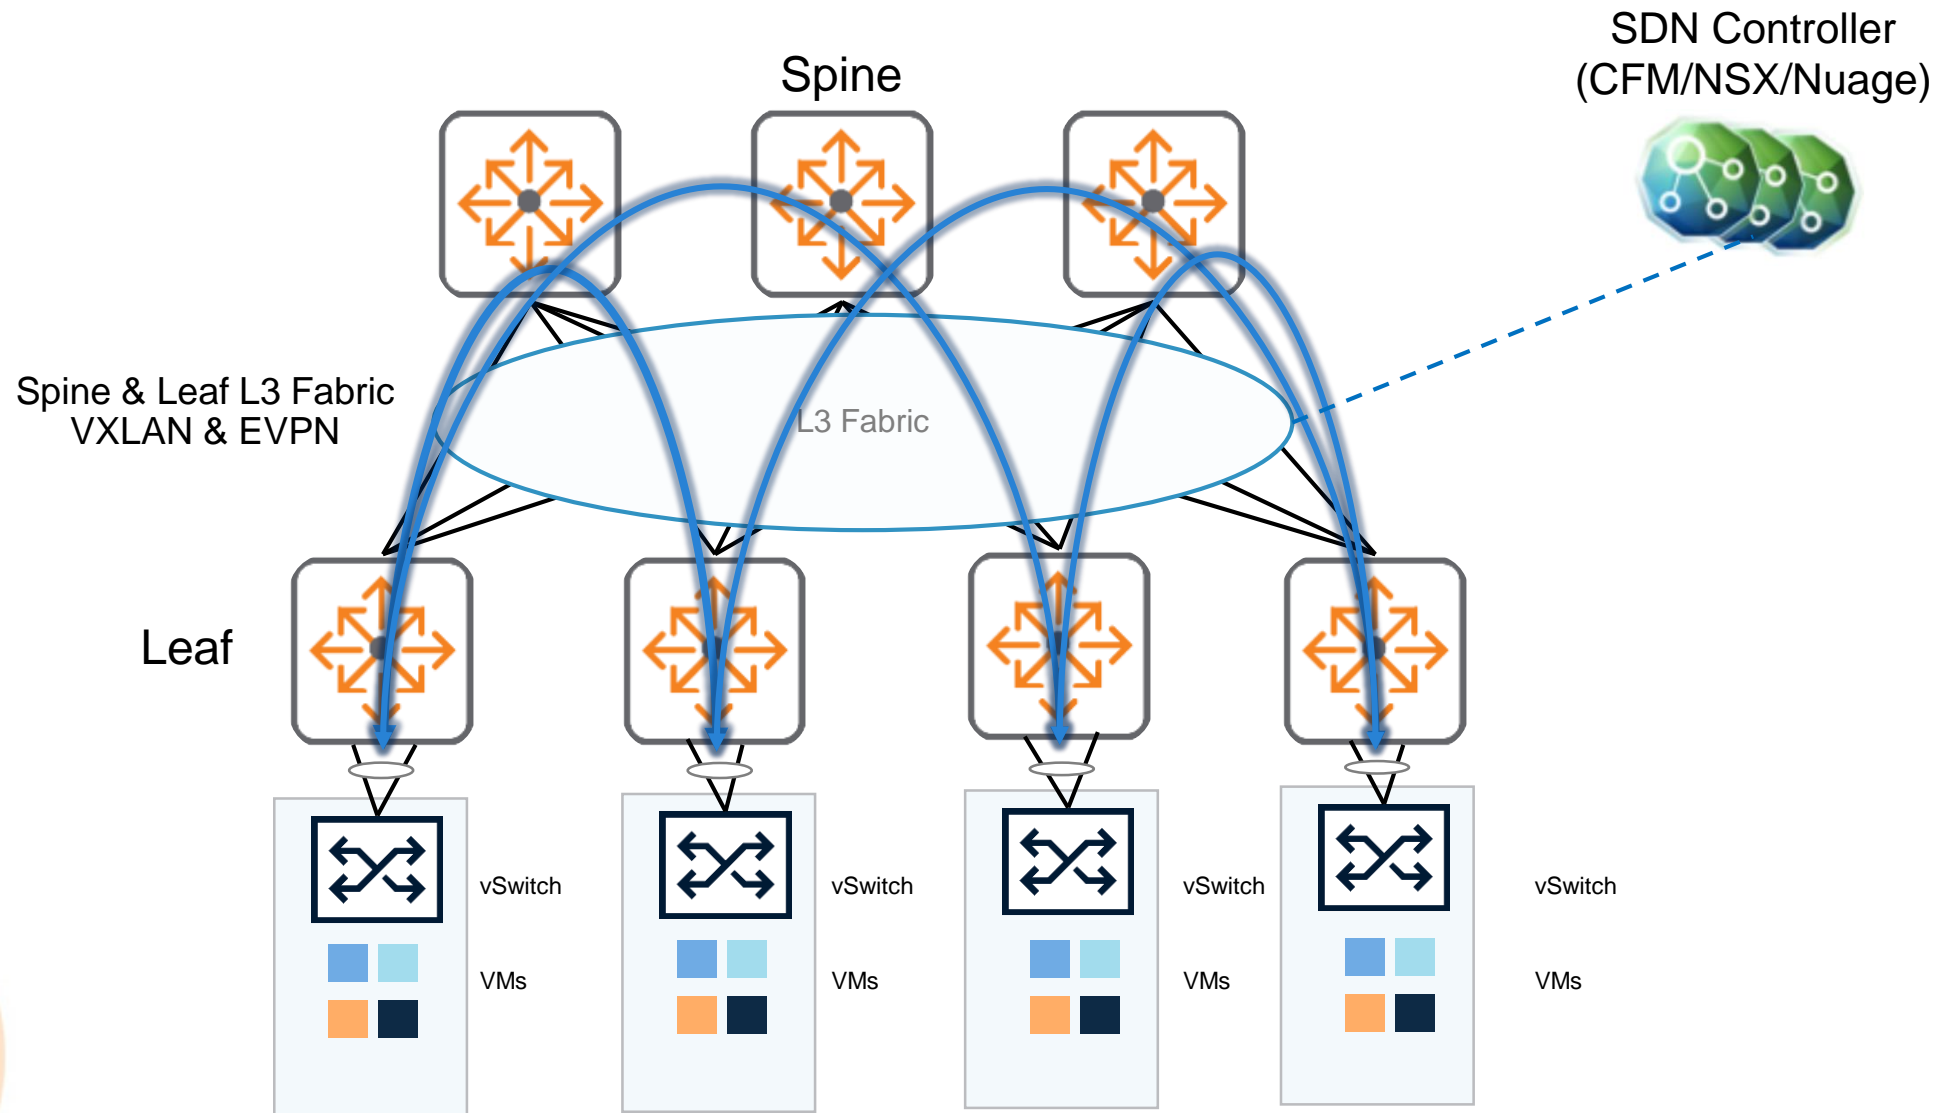 SDN Controller
(CFM/NSX/Nuage)
Spine
Spine & Leaf L3 Fabric
VXLAN & EVPN
L3 Fabric
Leaf
vSwitch
vSwitch
vSwitch
vSwitch
VMs
VMs
VMs
VMs